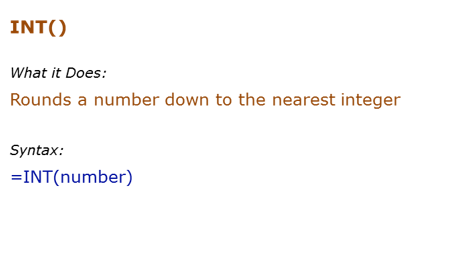 INT()
What it Does:
Rounds a number down to the nearest integer
Syntax:
=INT(number)